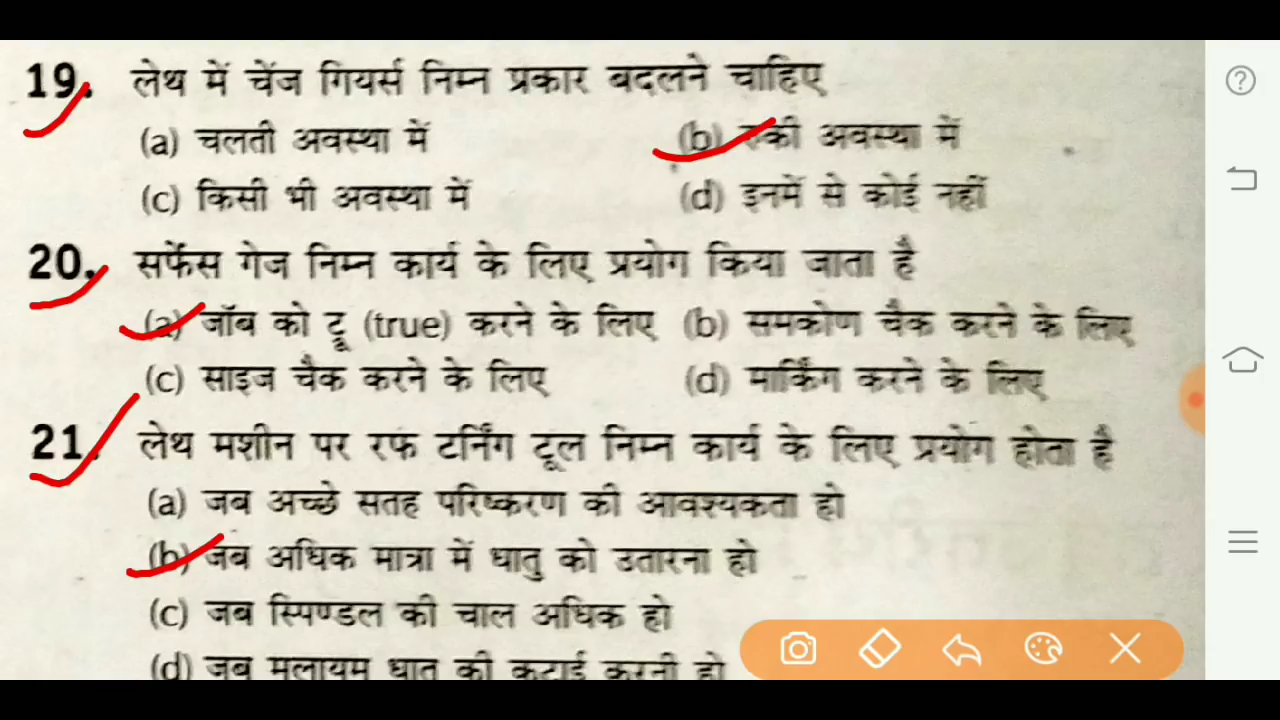 19. लेथ में चेंज गियर्स निम्न प्रकार बदलने चाहिए
(a) चलती अवस्था में (b) रुकी अवस्था में
(c) किसी भी अवस्था में (d) इनमें से कोई नहीं
20. सर्फेस गेज निम्न कार्य के लिए प्रयोग किया जाता है
(a) जॉब को ट्रू (true) करने के लिए (b) समकोण चैक करने के लिए
(c) साइज चैक करने के लिए (d) मार्किंग करने के लिए
21. लेथ मशीन पर रफ टर्निंग टूल निम्न कार्य के लिए प्रयोग होता है
(a) जब अच्छे सतह परिष्करण की आवश्यकता हो
(b) जब अधिक मात्रा में धातु को उतारना हो
(c) जब स्पिण्डल की चाल अधिक हो
(d) जब मुलायम धातु की कटाई करनी हो